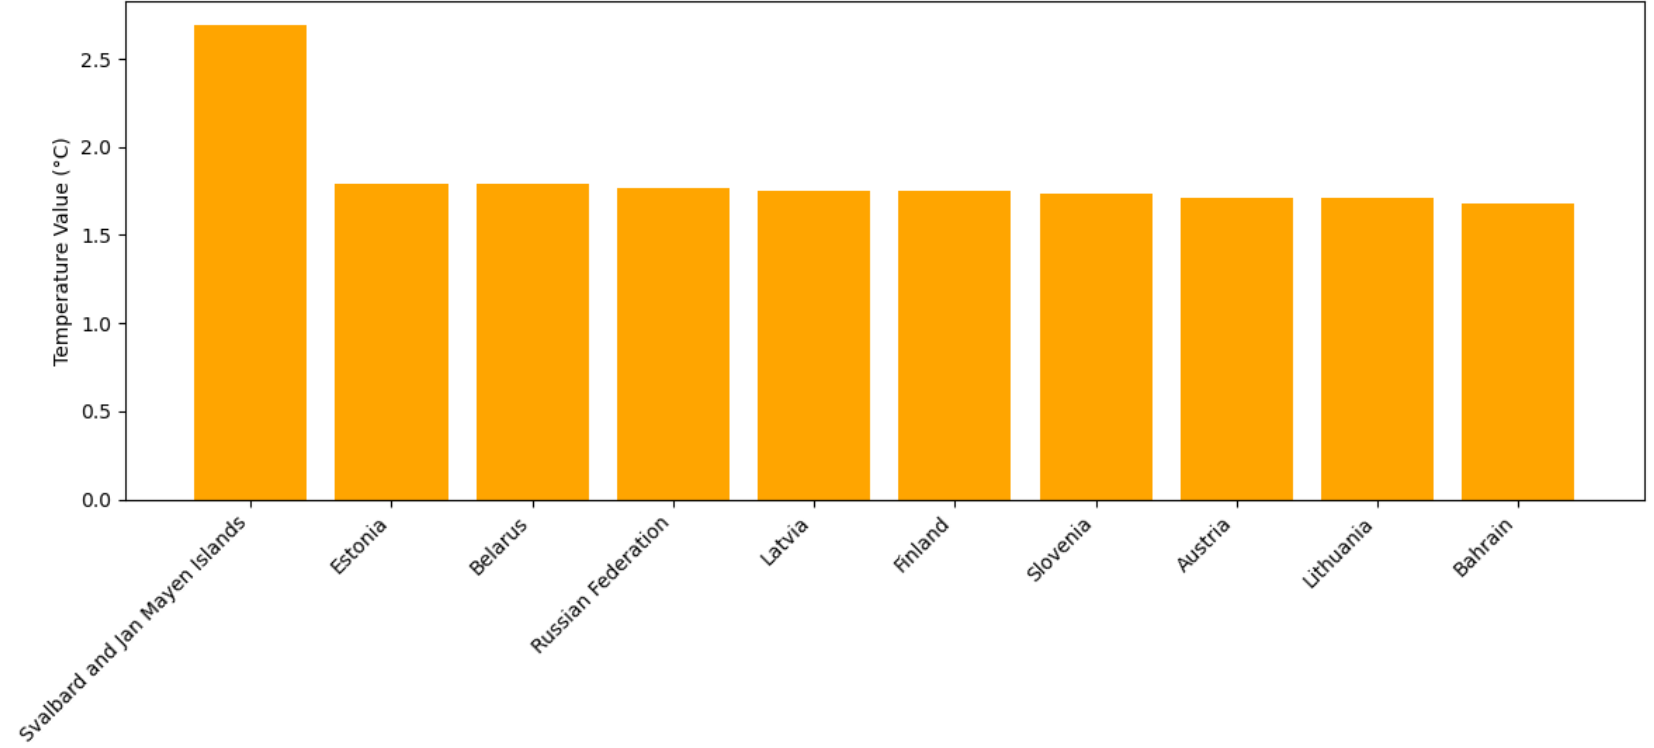 Temperature Value (°C)
2.5
2.0
1.5
1.0
0.5
0.0
Svalbard and Jan Mayen Islands
Estonia
Belarus
Russian Federation
Latvia
Finland
Slovenia
Austria
Lithuania
Bahrain